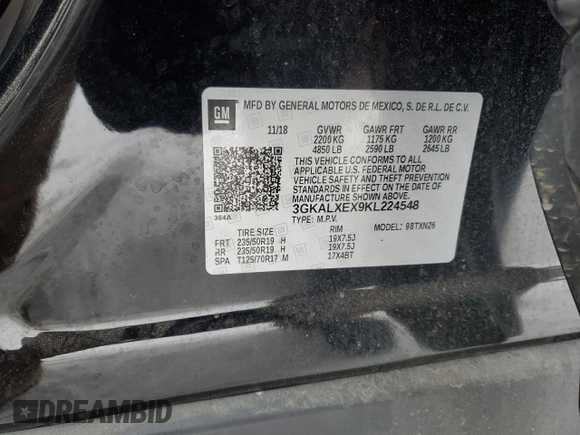 GM
MFD BY GENERAL MOTORS DE MEXICO, S. DE R.L. DE C.V.
11/18 GVWR GAWR FRT GAWR RR
2200 KG 1175 KG 1200 KG
4850 LB 2590 LB 2645 LB
THIS VEHICLE CONFORMS TO ALL
APPLICABLE U.S. FEDERAL MOTOR
VEHICLE SAFETY AND THEFT PREVENTION
STANDARDS IN EFFECT ON THE DATE OF
MANUFACTURE SHOWN ABOVE.
384A 3GKALXEX9KL224548
TYPE: M.P.V. MODEL: 98TXN26
TIRE SIZE RIM
FRT 235/50R19 H 19X7.5J
RR 235/50R19 H 19X7.5J
SPA T125/70R17 M 17X4BT
DREAMBID